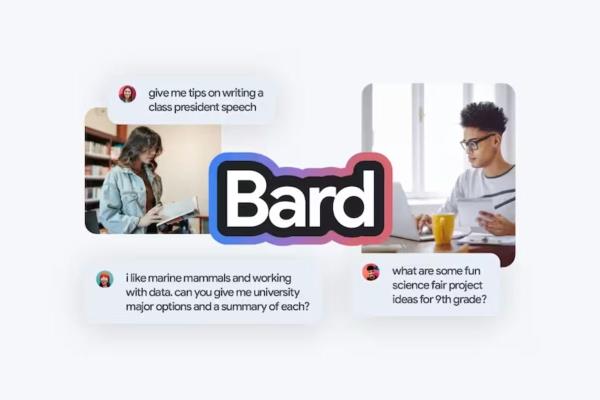 give me tips on writing a
class president speech
Bard
i like marine mammals and working
with data. can you give me university
major options and a summary of each?
what are some fun
science fair project
ideas for 9th grade?